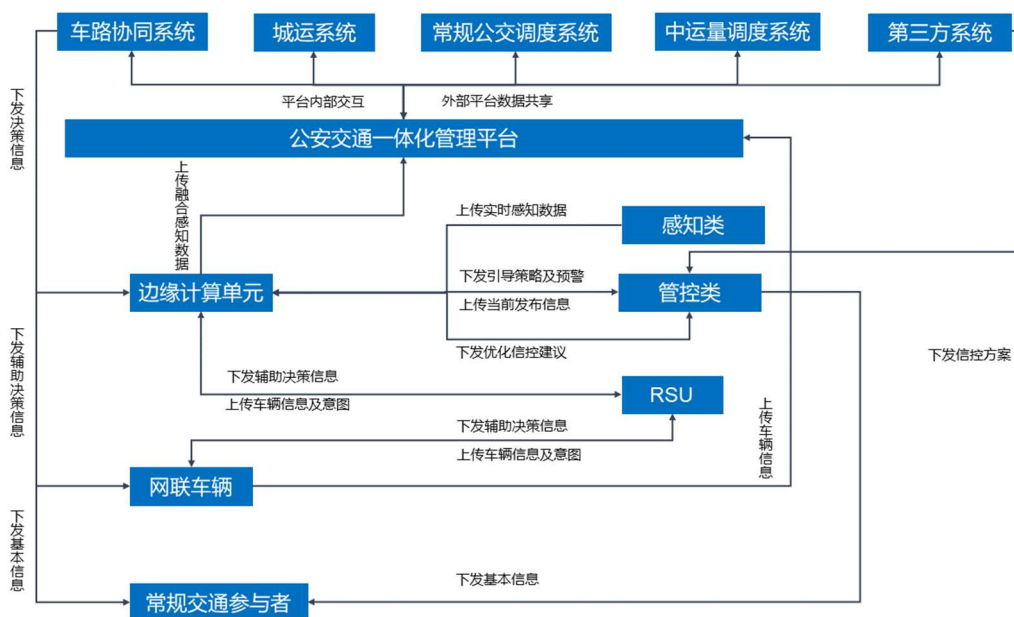 车路协同系统
城运系统
常规公交调度系统
中运量调度系统
第三方系统
平台内部交互
外部平台数据共享
下发决策信息
公安交通一体化管理平台
上传融合感知数据
上传实时感知数据
感知类
下发引导策略及预警
边缘计算单元
管控类
上传当前发布信息
下发辅助决策信息
下发优化信控建议
下发信控方案
下发辅助决策信息
上传车辆信息及意图
RSU
上传车辆信息
下发辅助决策信息
上传车辆信息及意图
网联车辆
下发基本信息
下发基本信息
常规交通参与者